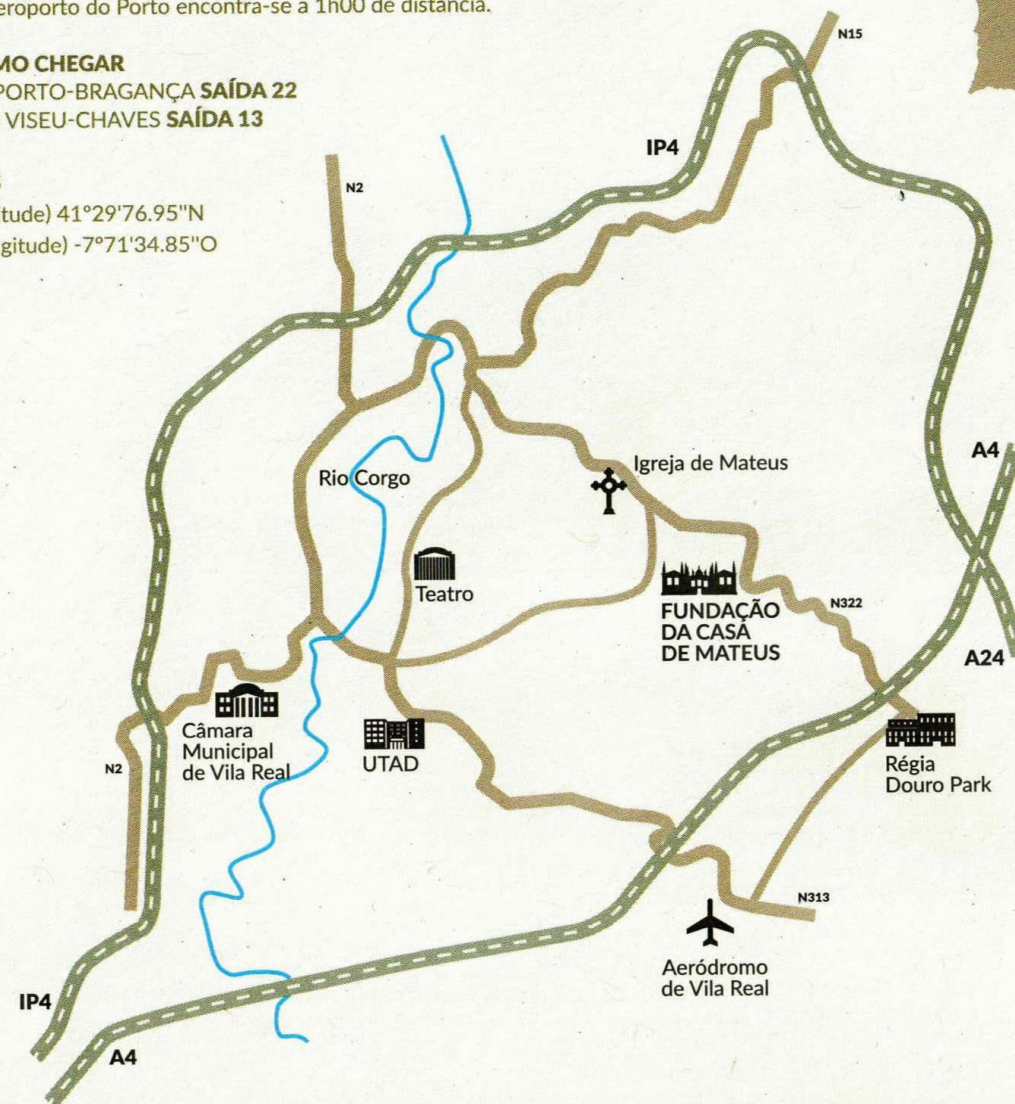 eroporto do Porto encontra-se a 1h00 de distância.
MO CHEGAR
PORTO-BRAGANÇA SAÍDA 22
VISEU-CHAVES SAÍDA 13
tude) 41°29'76.95"N
gitude) -7°71'34.85"O
N15
IP4
N2
A4
Igreja de Mateus
Rio Corgo
Teatro
N322
FUNDAÇÃO
DA CASA
DE MATEUS
A24
Câmara
Municipal
de Vila Real
N2
UTAD
Régia
Douro Park
N313
Aeródromo
de Vila Real
IP4
A4